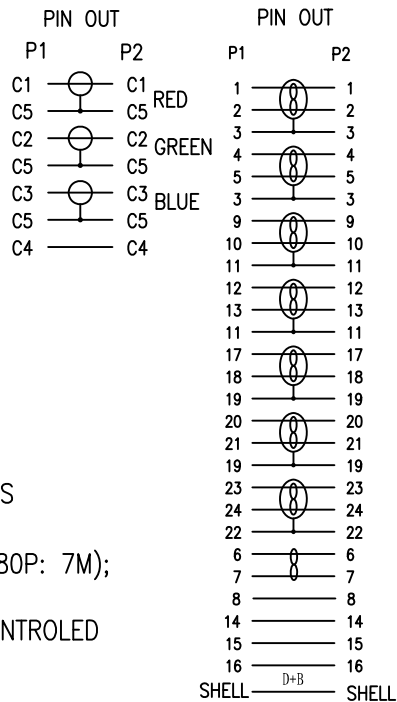 PIN OUT
P1 P2
C1 C1
RED
C5 C5
C2 C2
GREEN
C5 C5
C3 C3
BLUE
C5 C5
C4 C4
S
80P: 7M);
NTROLED
PIN OUT
P1 P2
1 1
2 2
3 3
4 4
5 5
3 3
9 9
10 10
11 11
12 12
13 13
11 11
17 17
18 18
19 19
20 20
21 21
19 19
23 23
24 24
22 22
6 6
7 7
8 8
14 14
15 15
16 16
SHELL D+B SHELL